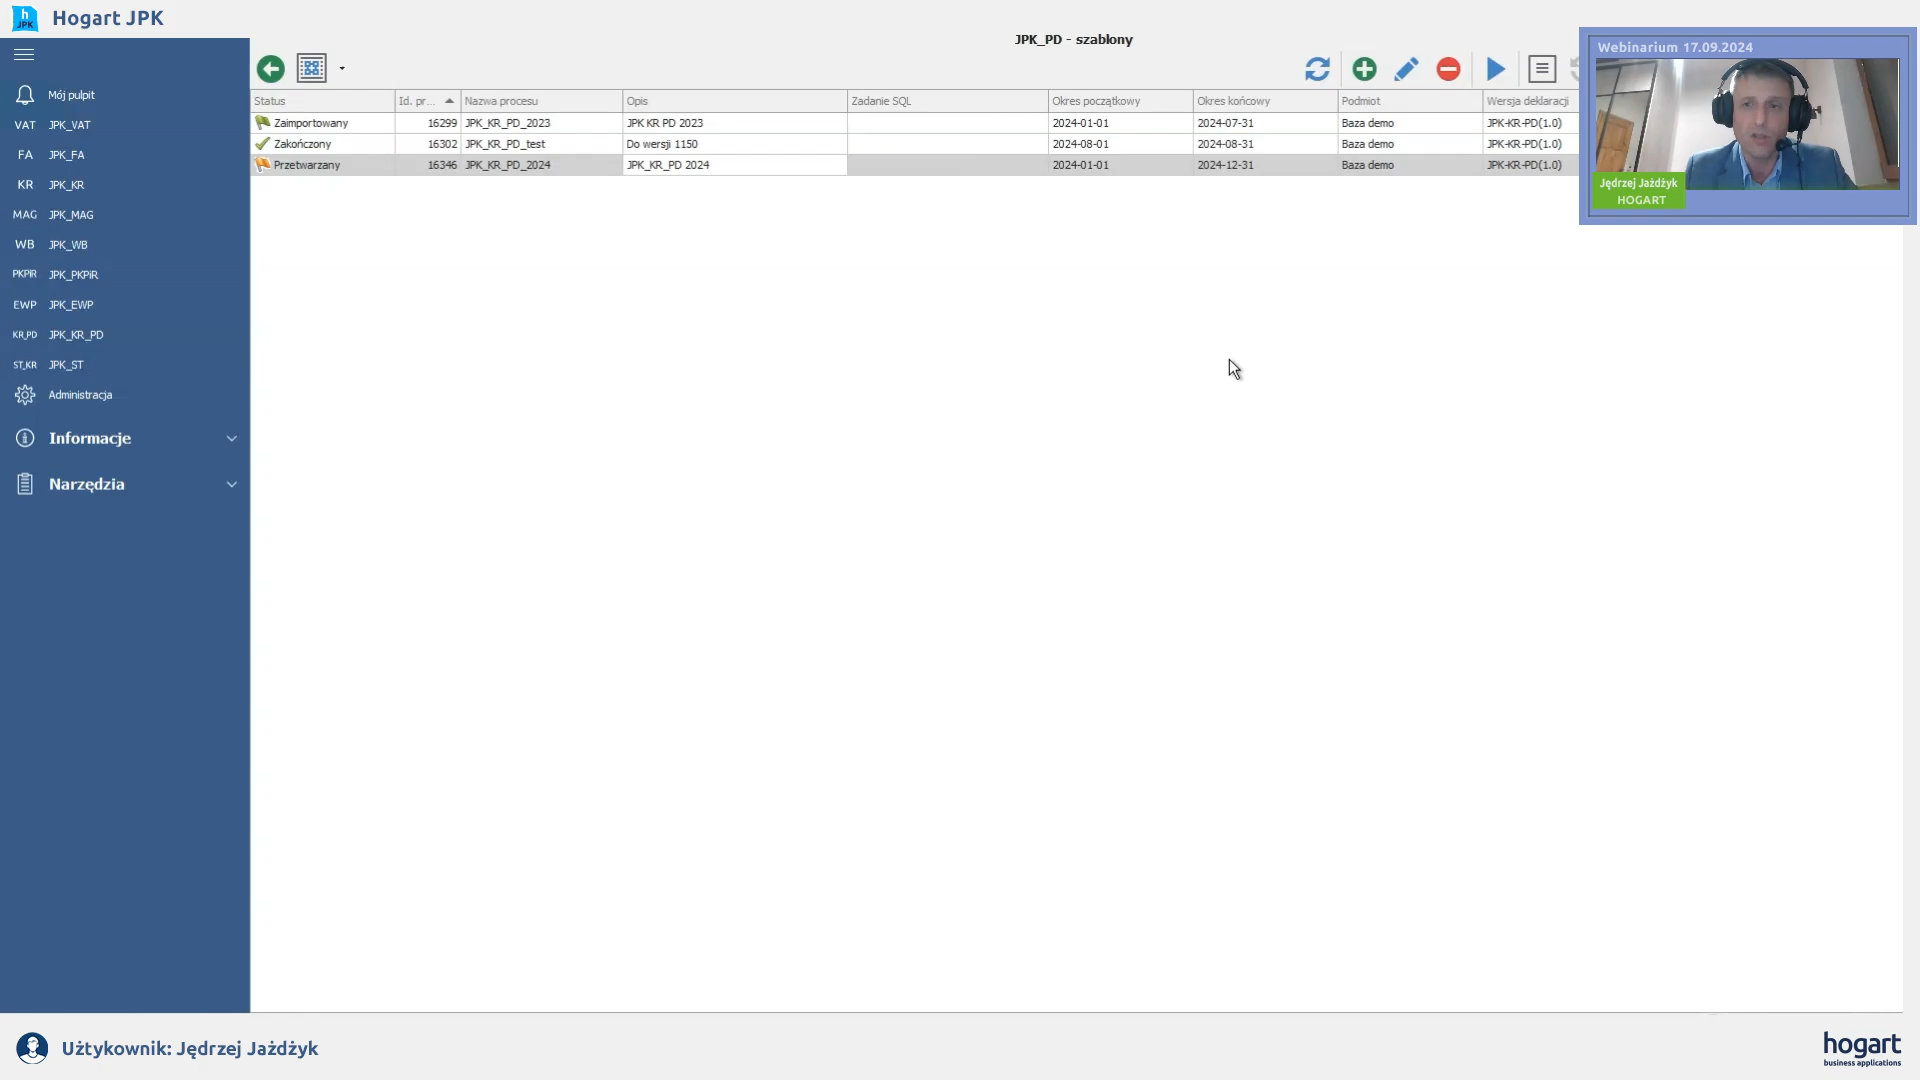 h
JPK
Hogart JPK
JPK_PD - szablony
Webinarium 17.09.2024
Mój pulpit
VAT JPK_VAT
FA JPK_FA
KR JPK_KR
MAG JPK_MAG
WB JPK_WB
PKPiR JPK_PKPiR
EWP JPK_EWP
KR_PD JPK_KR_PD
ST_KR JPK_ST
Administracja
Informacje
Narzędzia
Status Id. pr... Nazwa procesu Opis Zadanie SQL Okres początkowy Okres końcowy Podmiot Wersja deklaracji
Zaimportowany 16299 JPK_KR_PD_2023 JPK KR PD 2023 2024-01-01 2024-07-31 Baza demo JPK-KR-PD(1.0)
Zakończony 16302 JPK_KR_PD_test Do wersji 1150 2024-08-01 2024-08-31 Baza demo JPK-KR-PD(1.0)
Przetwarzany 16346 JPK_KR_PD_2024 JPK_KR_PD 2024 2024-01-01 2024-12-31 Baza demo JPK-KR-PD(1.0)
Jędrzej Jażdżyk
HOGART
Użtykownik: Jędrzej Jażdżyk
hogart
business applications